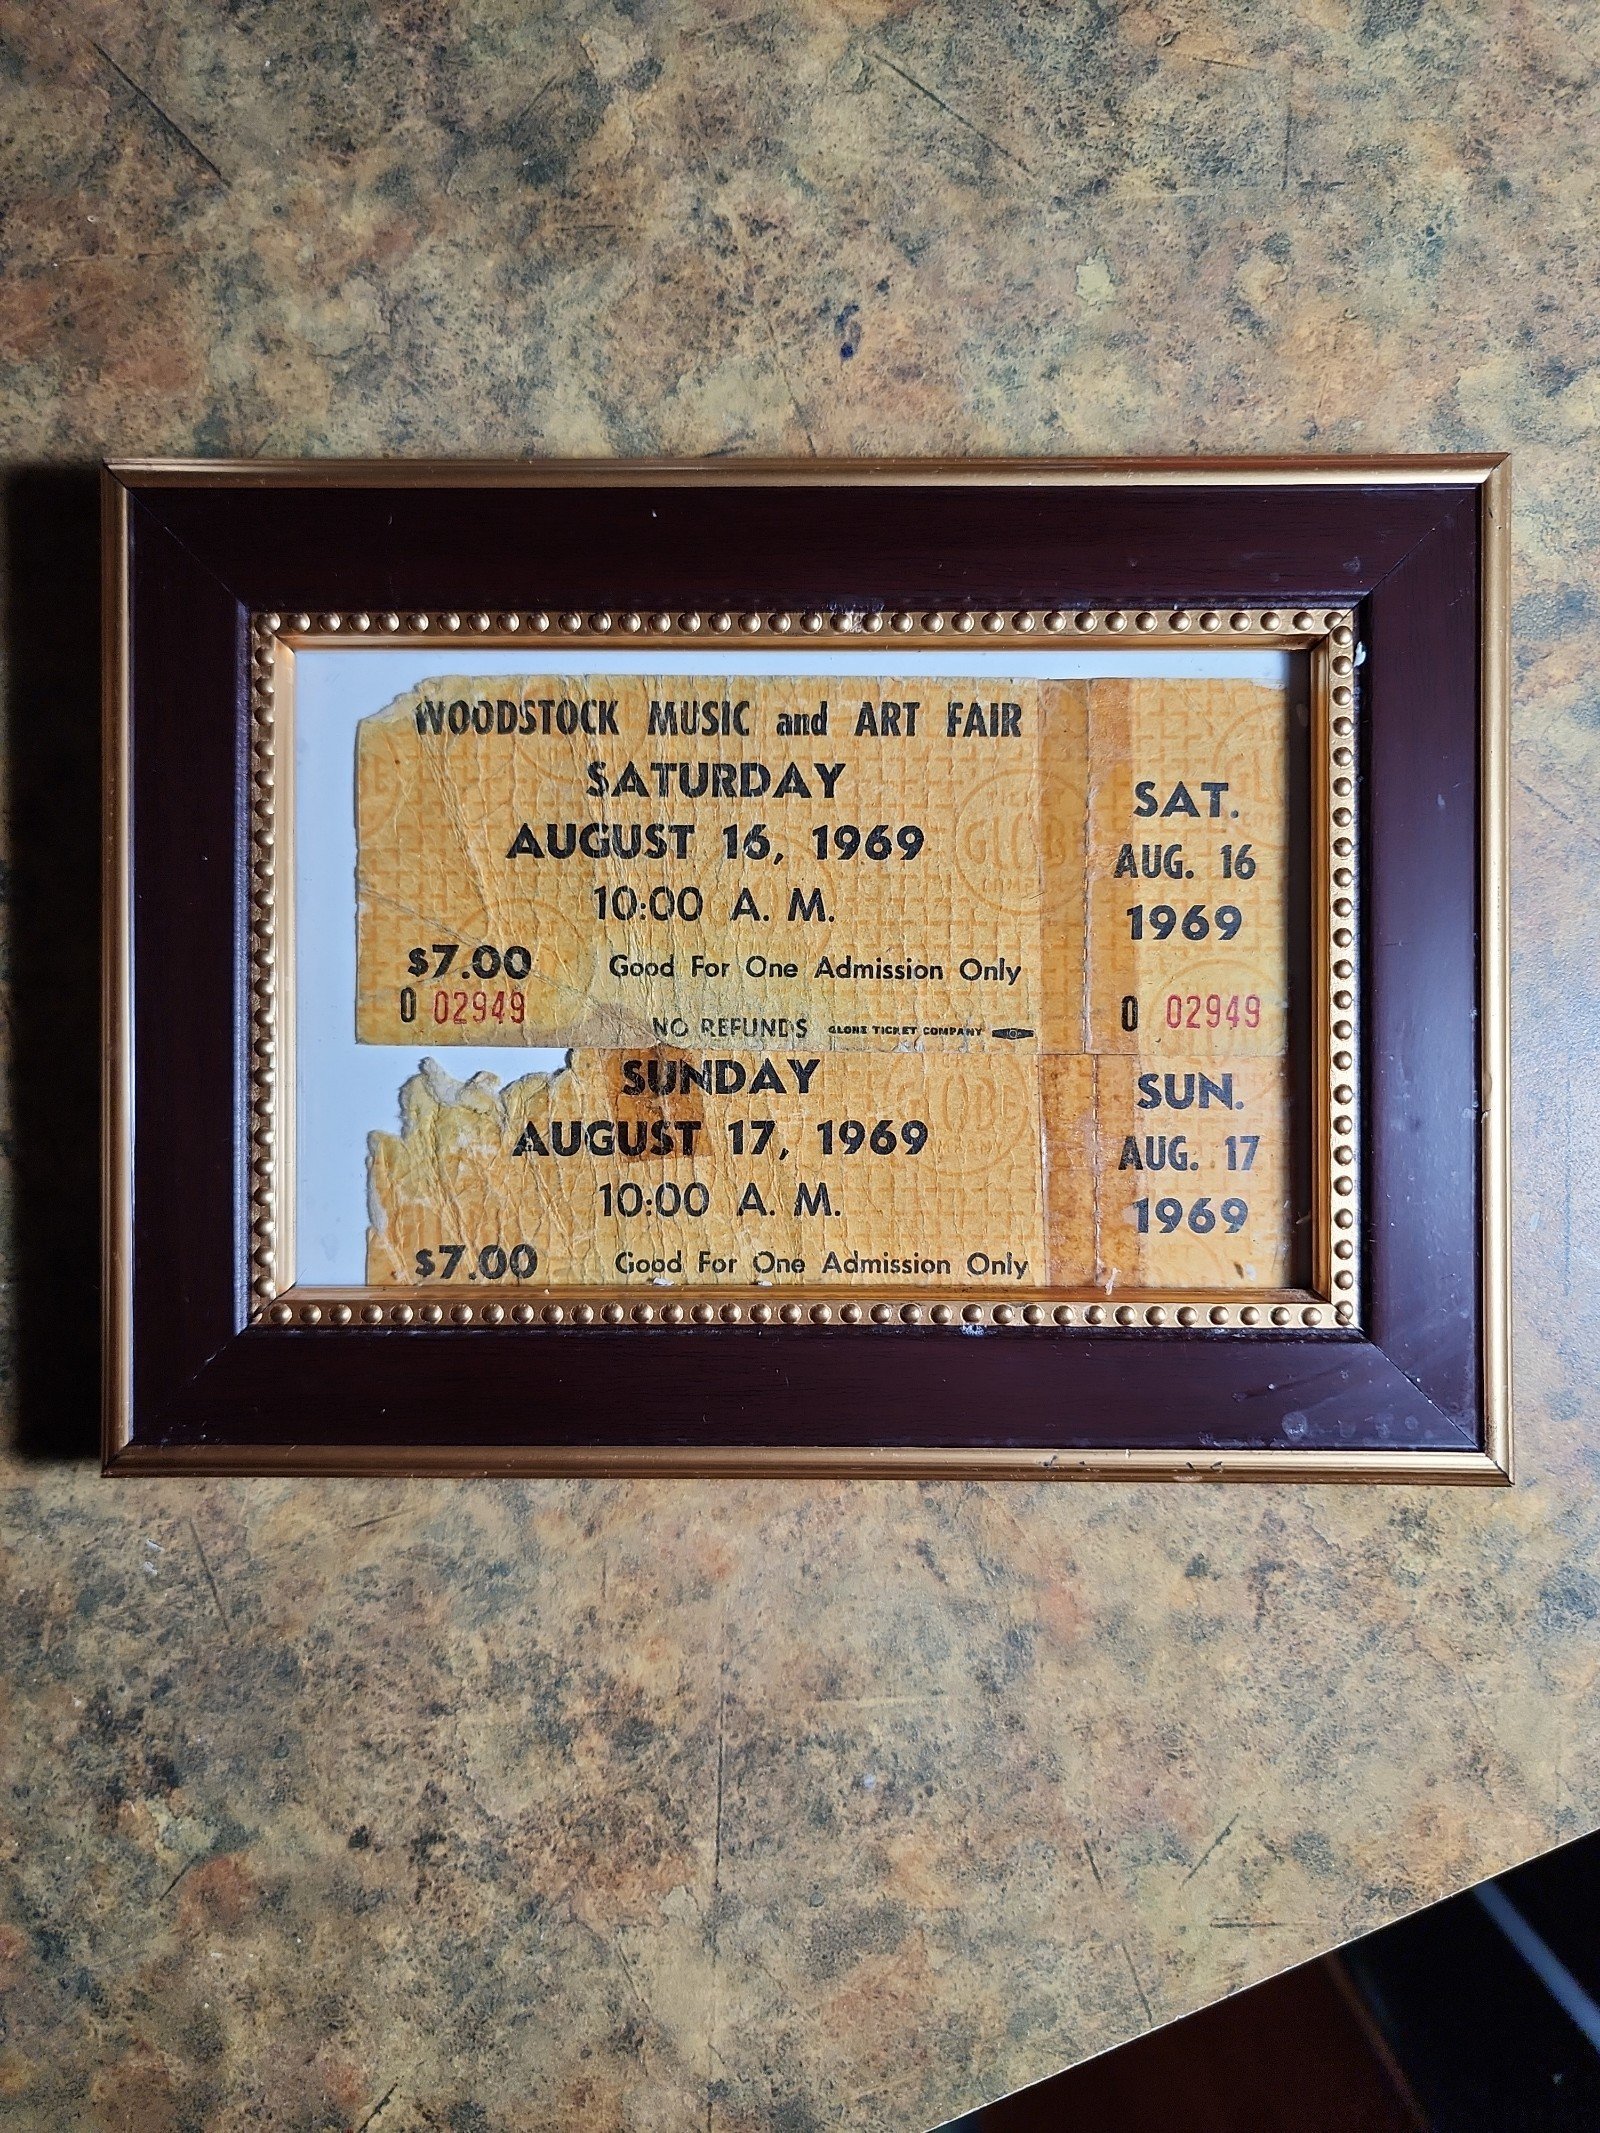 WOODSTOCK MUSIC and ART FAIR
SATURDAY
AUGUST 16, 1969
10:00 A. M.
$7.00 Good For One Admission Only
O 02949
NO REFUNDS GLOBE TICKET COMPANY
SAT.
AUG. 16
1969
O 02949
SUNDAY
AUGUST 17, 1969
10:00 A. M.
$7.00 Good For One Admission Only
SUN.
AUG. 17
1969
GLOBE